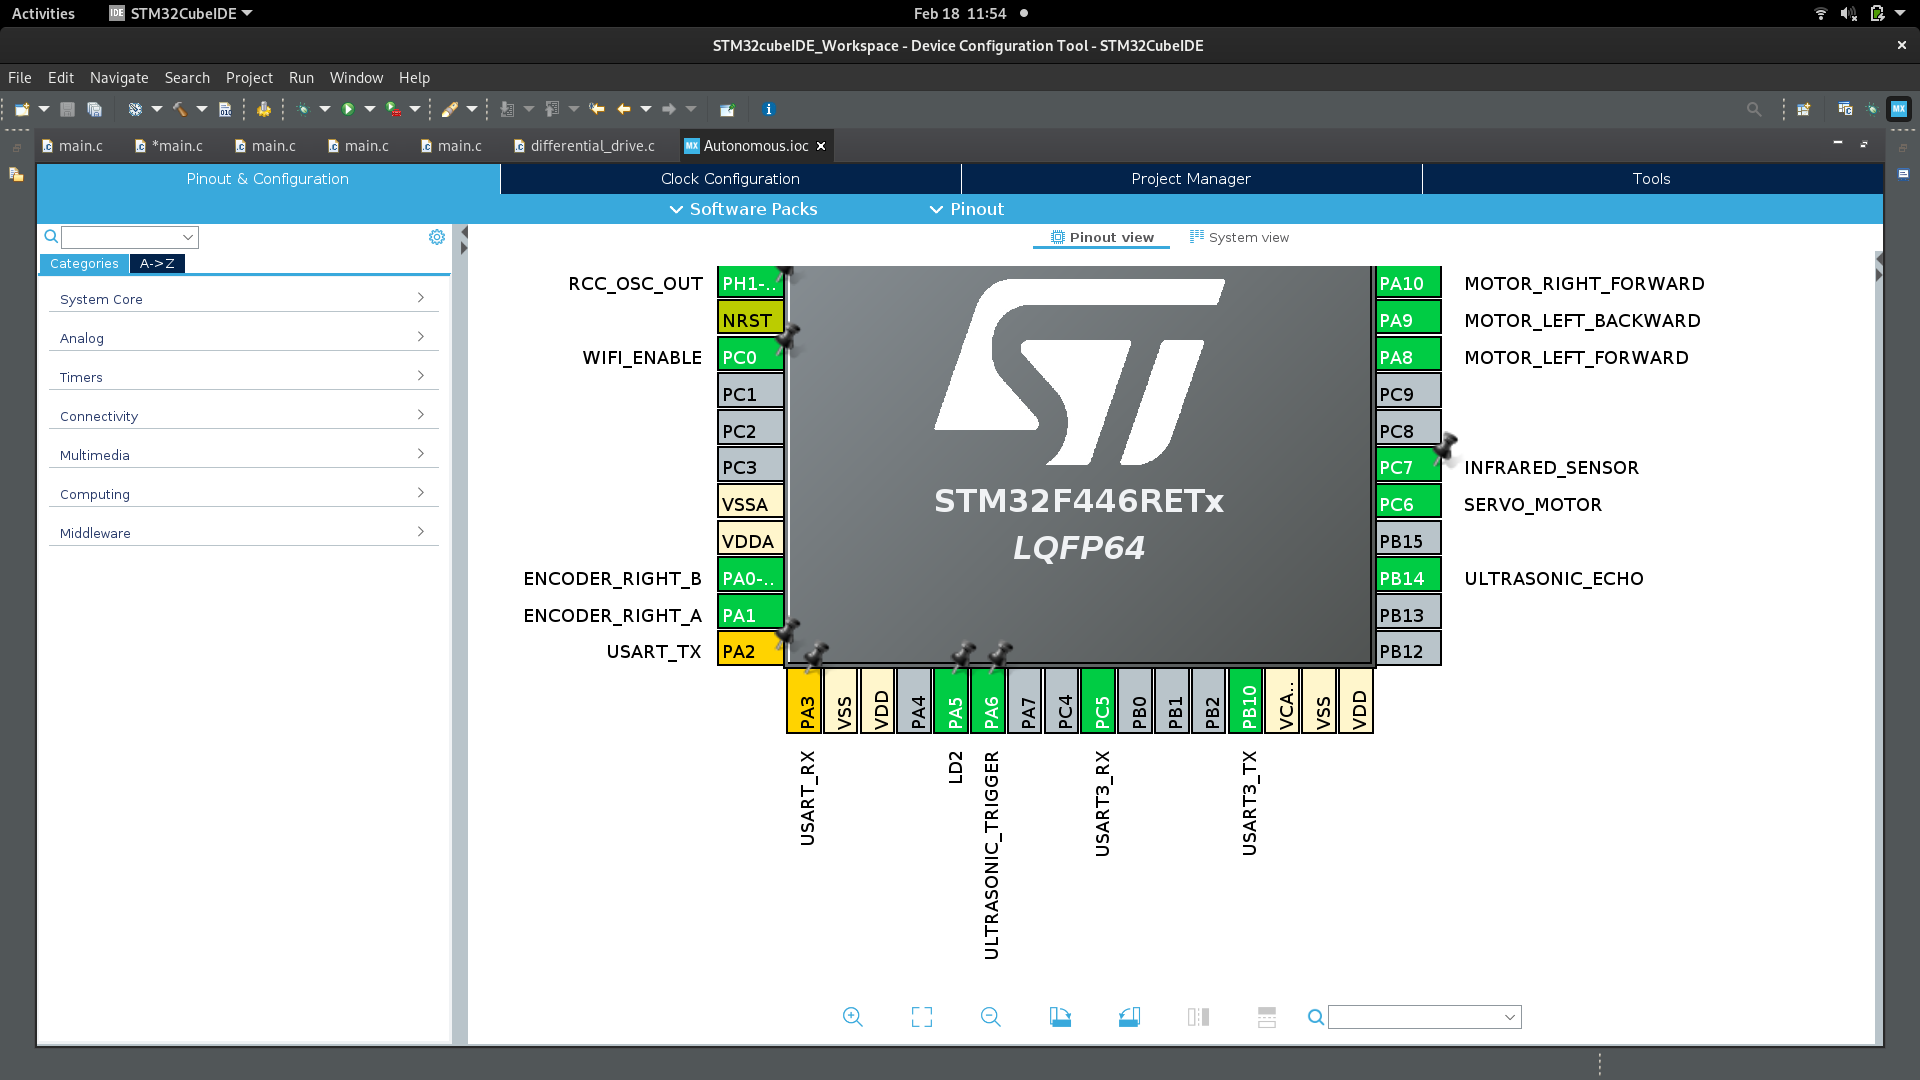 Activities
IDE
STM32CubeIDE
Feb 18 11:54
STM32cubeIDE_Workspace - Device Configuration Tool - STM32CubeIDE
File Edit Navigate Search Project Run Window Help
main.c
*main.c
main.c
main.c
main.c
differential_drive.c
MX Autonomous.ioc
MX
Pinout & Configuration
Clock Configuration
Project Manager
Tools
Software Packs
Pinout
Pinout view
System view
Categories
A->Z
System Core
Analog
Timers
Connectivity
Multimedia
Computing
Middleware
RCC_OSC_OUT PH1-..
NRST
WIFI_ENABLE PC0
PC1
PC2
PC3
VSSA
VDDA
ENCODER_RIGHT_B PA0-..
ENCODER_RIGHT_A PA1
USART_TX PA2
ST
STM32F446RETx
LQFP64
PA10 MOTOR_RIGHT_FORWARD
PA9 MOTOR_LEFT_BACKWARD
PA8 MOTOR_LEFT_FORWARD
PC9
PC8
PC7 INFRARED_SENSOR
PC6 SERVO_MOTOR
PB15
PB14 ULTRASONIC_ECHO
PB13
PB12
PA3 USART_RX
VSS
VDD
PA4
PA5 LD2
PA6 ULTRASONIC_TRIGGER
PA7
PC4
PC5 USART3_RX
PB0
PB1
PB2
PB10 USART3_TX
VCA..
VSS
VDD